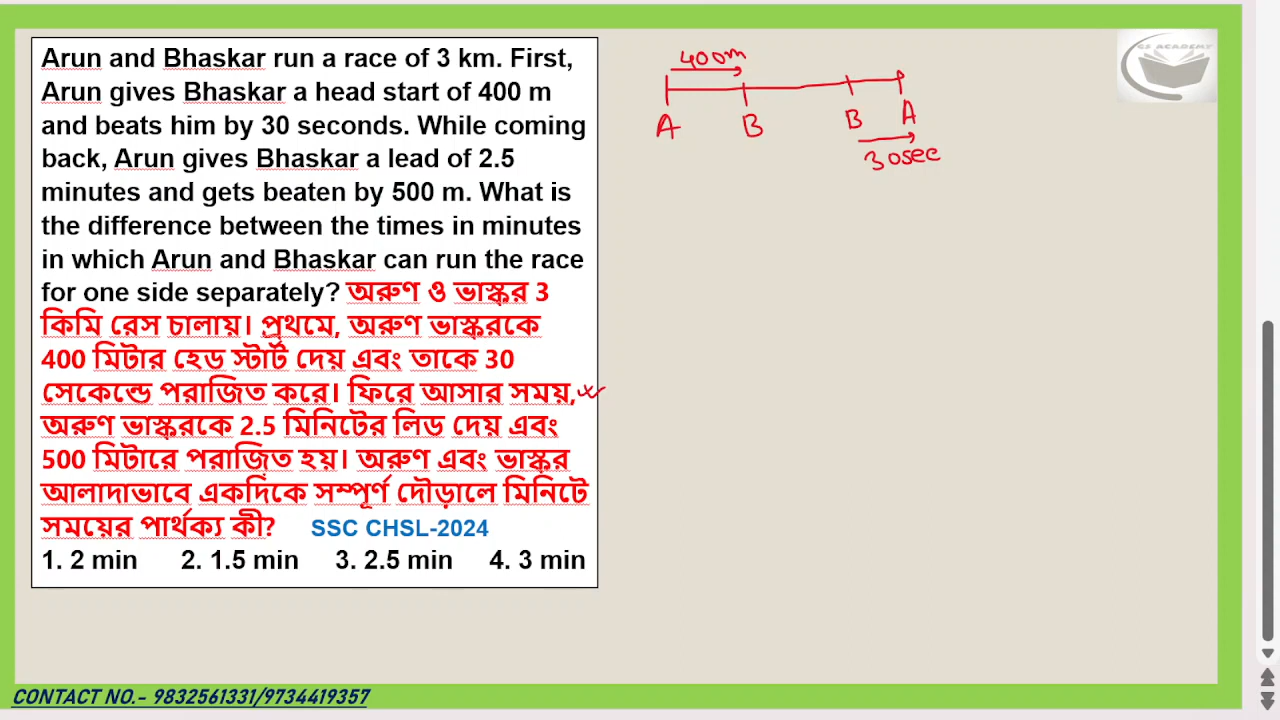 Arun and Bhaskar run a race of 3 km. First,
Arun gives Bhaskar a head start of 400 m
and beats him by 30 seconds. While coming
back, Arun gives Bhaskar a lead of 2.5
minutes and gets beaten by 500 m. What is
the difference between the times in minutes
in which Arun and Bhaskar can run the race
for one side separately? অরুণ ও ভাস্কর 3
কিমি রেস চালায়। প্রথমে, অরুণ ভাস্করকে
400 মিটার হেড স্টার্ট দেয় এবং তাকে 30
সেকেন্ডে পরাজিত করে। ফিরে আসার সময়,
অরুণ ভাস্করকে 2.5 মিনিটের লিড দেয় এবং
500 মিটারে পরাজিত হয়। অরুণ এবং ভাস্কর
আলাদাভাবে একদিকে সম্পূর্ণ দৌড়ালে মিনিটে
সময়ের পার্থক্য কী? SSC CHSL-2024
1. 2 min 2. 1.5 min 3. 2.5 min 4. 3 min
400m
A B B A
30sec
GS ACADEMY
CONTACT NO.- 9832561331/9734419357